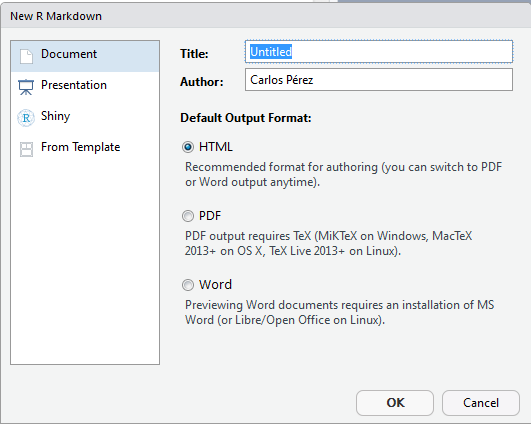 New R Markdown
Document
Presentation
R Shiny
From Template
Title: Untitled
Author: Carlos Pérez
Default Output Format:
HTML
Recommended format for authoring (you can switch to PDF
or Word output anytime).
PDF
PDF output requires TeX (MiKTeX on Windows, MacTeX
2013+ on OS X, TeX Live 2013+ on Linux).
Word
Previewing Word documents requires an installation of MS
Word (or Libre/Open Office on Linux).
OK Cancel